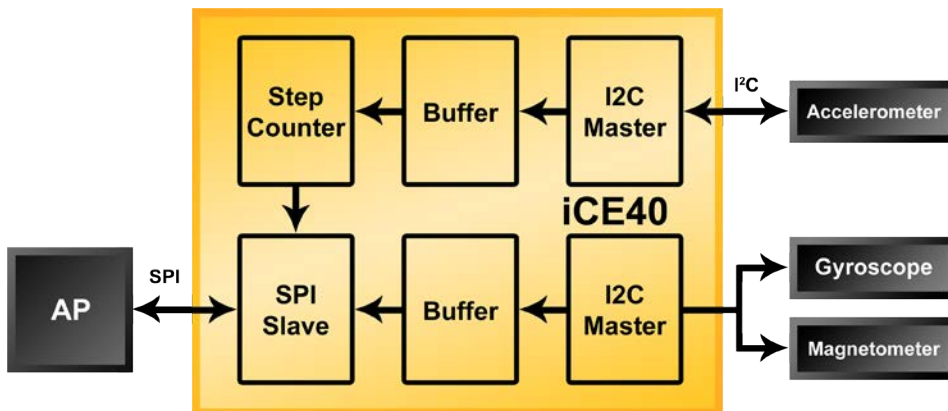 Step
Counter
Buffer
I2C
Master
I²C
Accelerometer
iCE40
AP
SPI
SPI
Slave
Buffer
I2C
Master
Gyroscope
Magnetometer